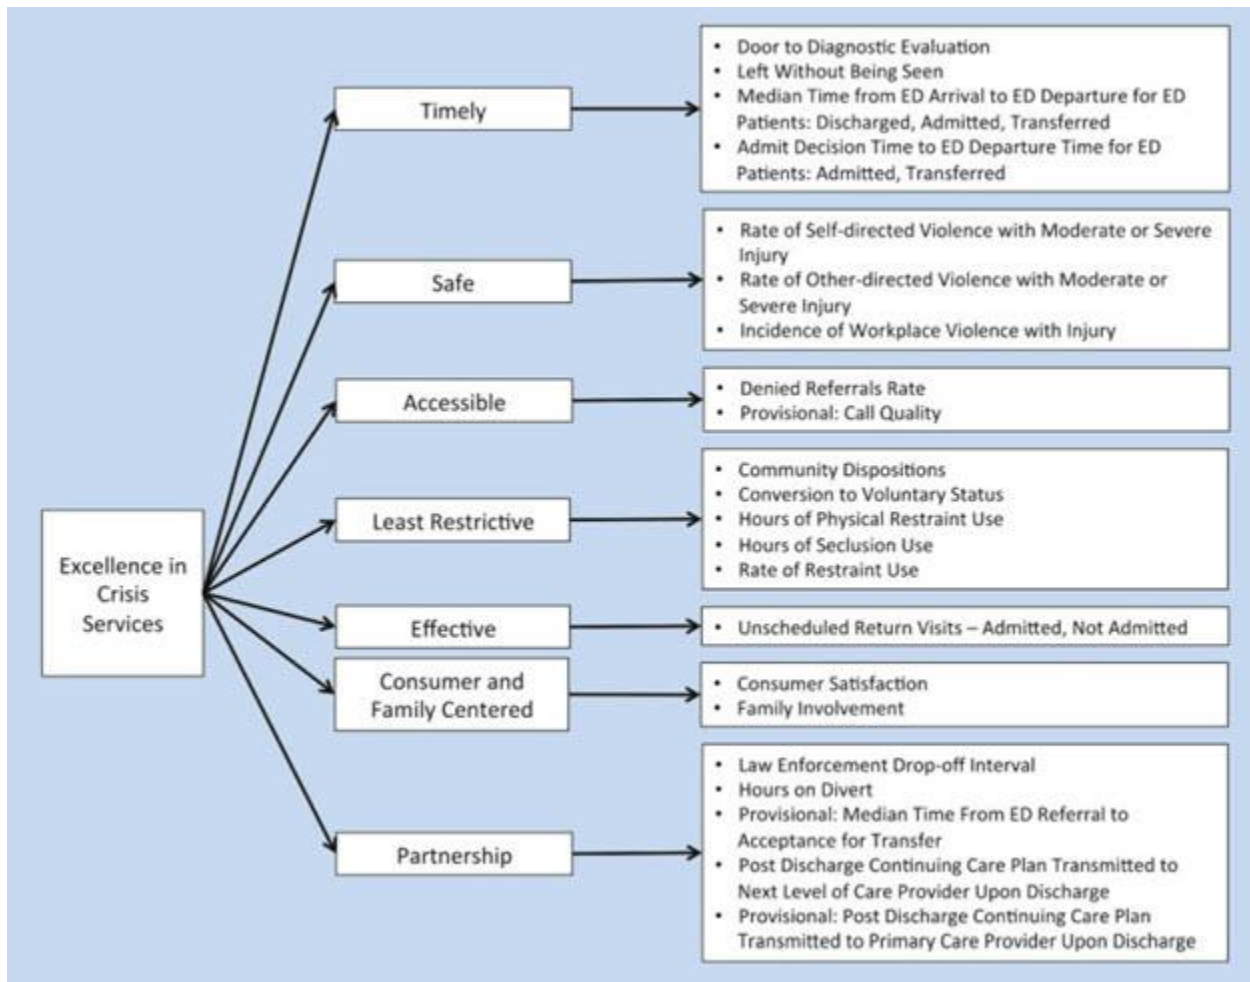 Excellence in
Crisis
Services
Timely
• Door to Diagnostic Evaluation
• Left Without Being Seen
• Median Time from ED Arrival to ED Departure for ED
Patients: Discharged, Admitted, Transferred
• Admit Decision Time to ED Departure Time for ED
Patients: Admitted, Transferred
Safe
• Rate of Self-directed Violence with Moderate or Severe
Injury
• Rate of Other-directed Violence with Moderate or
Severe Injury
• Incidence of Workplace Violence with Injury
Accessible
• Denied Referrals Rate
• Provisional: Call Quality
Least Restrictive
• Community Dispositions
• Conversion to Voluntary Status
• Hours of Physical Restraint Use
• Hours of Seclusion Use
• Rate of Restraint Use
Effective
• Unscheduled Return Visits – Admitted, Not Admitted
Consumer and
Family Centered
• Consumer Satisfaction
• Family Involvement
Partnership
• Law Enforcement Drop-off Interval
• Hours on Divert
• Provisional: Median Time From ED Referral to
Acceptance for Transfer
• Post Discharge Continuing Care Plan Transmitted to
Next Level of Care Provider Upon Discharge
• Provisional: Post Discharge Continuing Care Plan
Transmitted to Primary Care Provider Upon Discharge